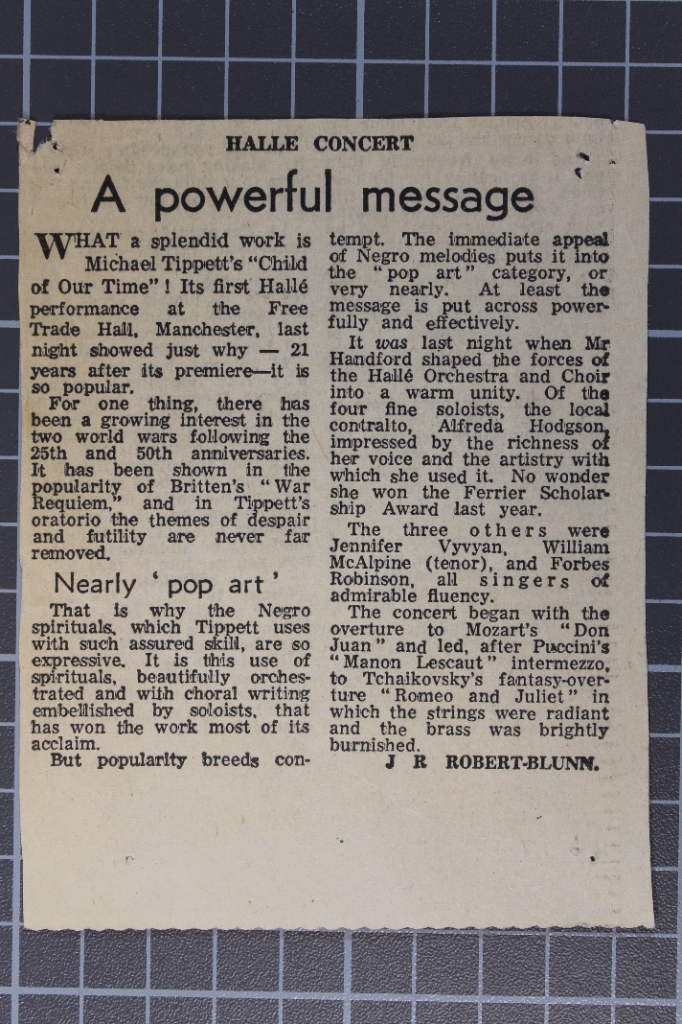 HALLE CONCERT
A powerful message
WHAT a splendid work is
Michael Tippett's "Child
of Our Time"! Its first Hallé
performance at the Free
Trade Hall, Manchester, last
night showed just why — 21
years after its premiere—it is
so popular.
For one thing, there has
been a growing interest in the
two world wars following the
25th and 50th anniversaries.
It has been shown in the
popularity of Britten's "War
Requiem," and in Tippett's
oratorio the themes of despair
and futility are never far
removed.
Nearly 'pop art'
That is why the Negro
spirituals, which Tippett uses
with such assured skill, are so
expressive. It is this use of
spirituals, beautifully orches-
trated and with choral writing
embellished by soloists, that
has won the work most of its
acclaim.
But popularity breeds con-
tempt. The immediate appeal
of Negro melodies puts it into
the "pop art" category, or
very nearly. At least the
message is put across power-
fully and effectively.
It was last night when Mr
Handford shaped the forces of
the Hallé Orchestra and Choir
into a warm unity. Of the
four fine soloists, the local
contralto, Alfreda Hodgson,
impressed by the richness of
her voice and the artistry with
which she used it. No wonder
she won the Ferrier Scholar-
ship Award last year.
The three others were
Jennifer Vyvyan, William
McAlpine (tenor), and Forbes
Robinson, all singers of
admirable fluency.
The concert began with the
overture to Mozart's "Don
Juan" and led, after Puccini's
"Manon Lescaut" intermezzo,
to Tchaikovsky's fantasy-over-
ture "Romeo and Juliet" in
which the strings were radiant
and the brass was brightly
burnished.
J R ROBERT-BLUNN.